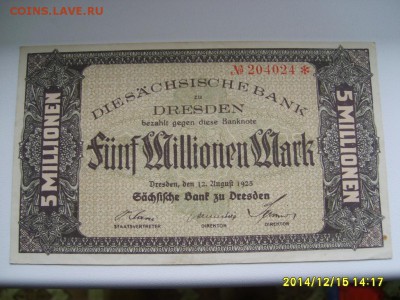 COINS.LAVE.RU
№ 204024 *
DIE SÄCHSISCHE BANK
zu
DRESDEN
bezahlt gegen diese Banknote
Fünf Millionen Mark
Dresden, den 12. August 1923
Sächsische Bank zu Dresden
STAATSVERTRETER DIREKTOR DIREKTOR
5 MILLIONEN
5 MILLIONEN
2014/12/15 14:17